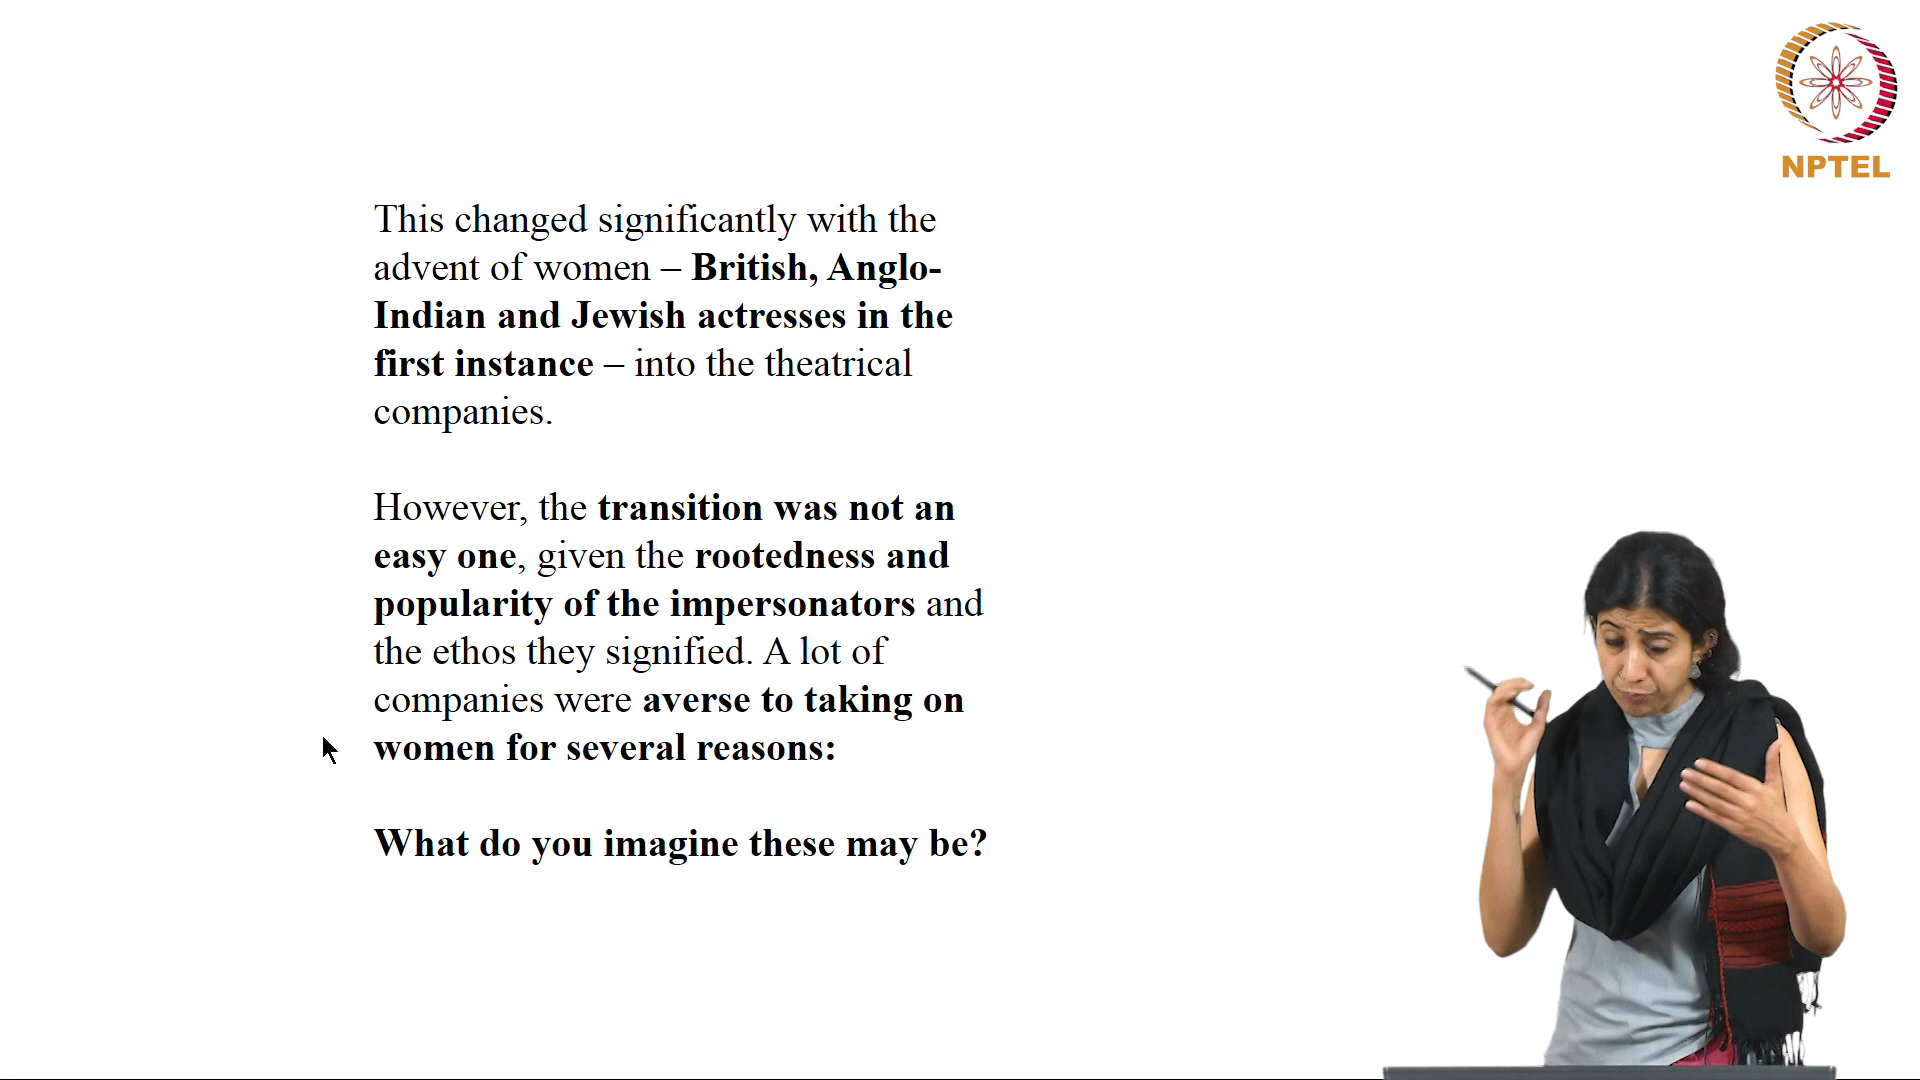 NPTEL
This changed significantly with the
advent of women – British, Anglo-
Indian and Jewish actresses in the
first instance – into the theatrical
companies.
However, the transition was not an
easy one, given the rootedness and
popularity of the impersonators and
the ethos they signified. A lot of
companies were averse to taking on
women for several reasons:
What do you imagine these may be?